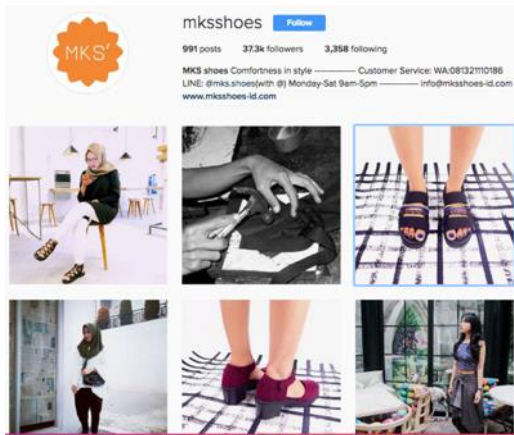 MKS'
mksshoes Follow
991 posts 37.3k followers 3,358 following
MKS shoes Comfortness in style ————— Customer Service: WA:081321110186
LINE: @mks.shoes(with @) Monday-Sat 9am-5pm ————— info@mksshoes-id.com
www.mksshoes-id.com